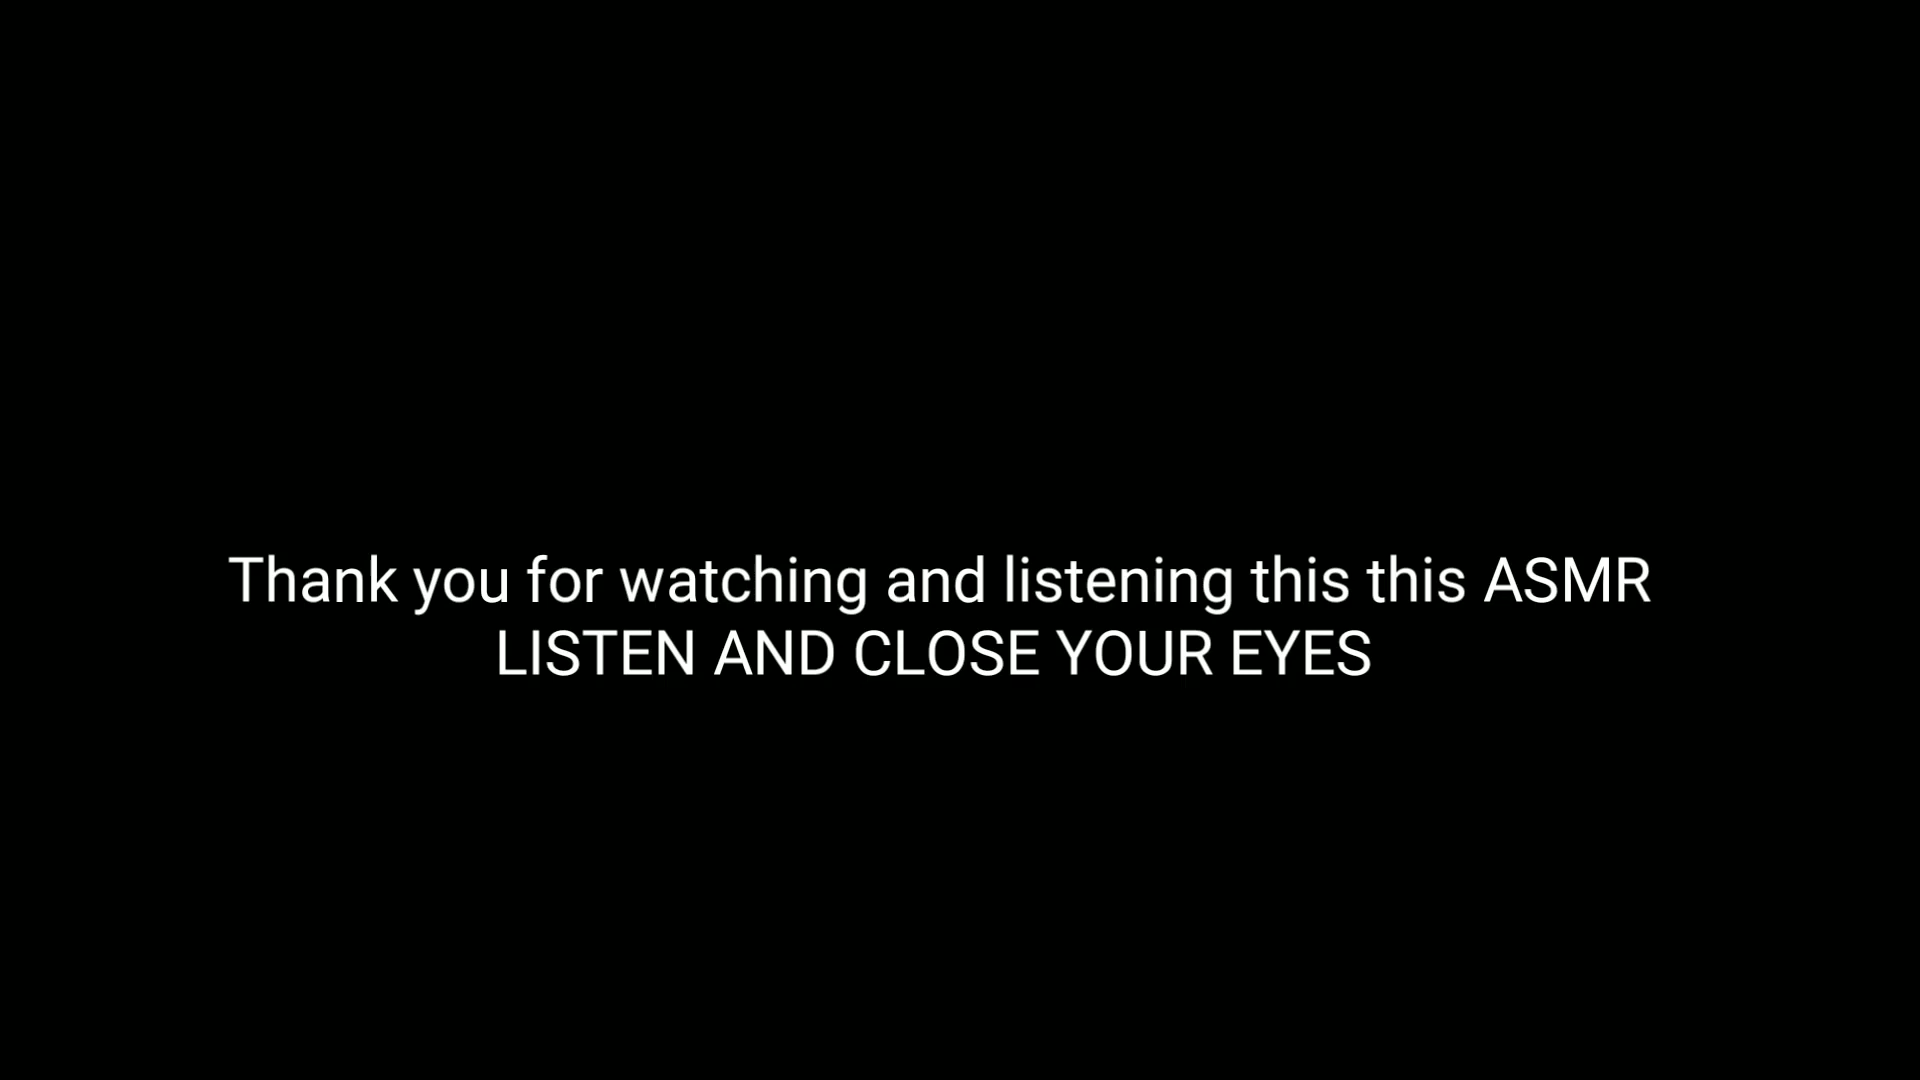 Thank you for watching and listening this this ASMR
LISTEN AND CLOSE YOUR EYES